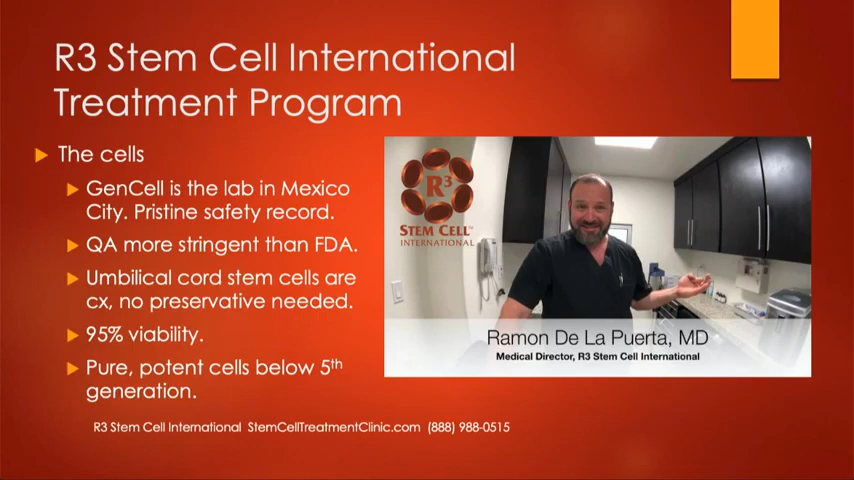 R3 Stem Cell International
Treatment Program
The cells
GenCell is the lab in Mexico
City. Pristine safety record.
QA more stringent than FDA.
Umbilical cord stem cells are
cx, no preservative needed.
95% viability.
Pure, potent cells below 5th
generation.
R3
STEM CELL™
INTERNATIONAL
Ramon De La Puerta, MD
Medical Director, R3 Stem Cell International
R3 Stem Cell International StemCellTreatmentClinic.com (888) 988-0515